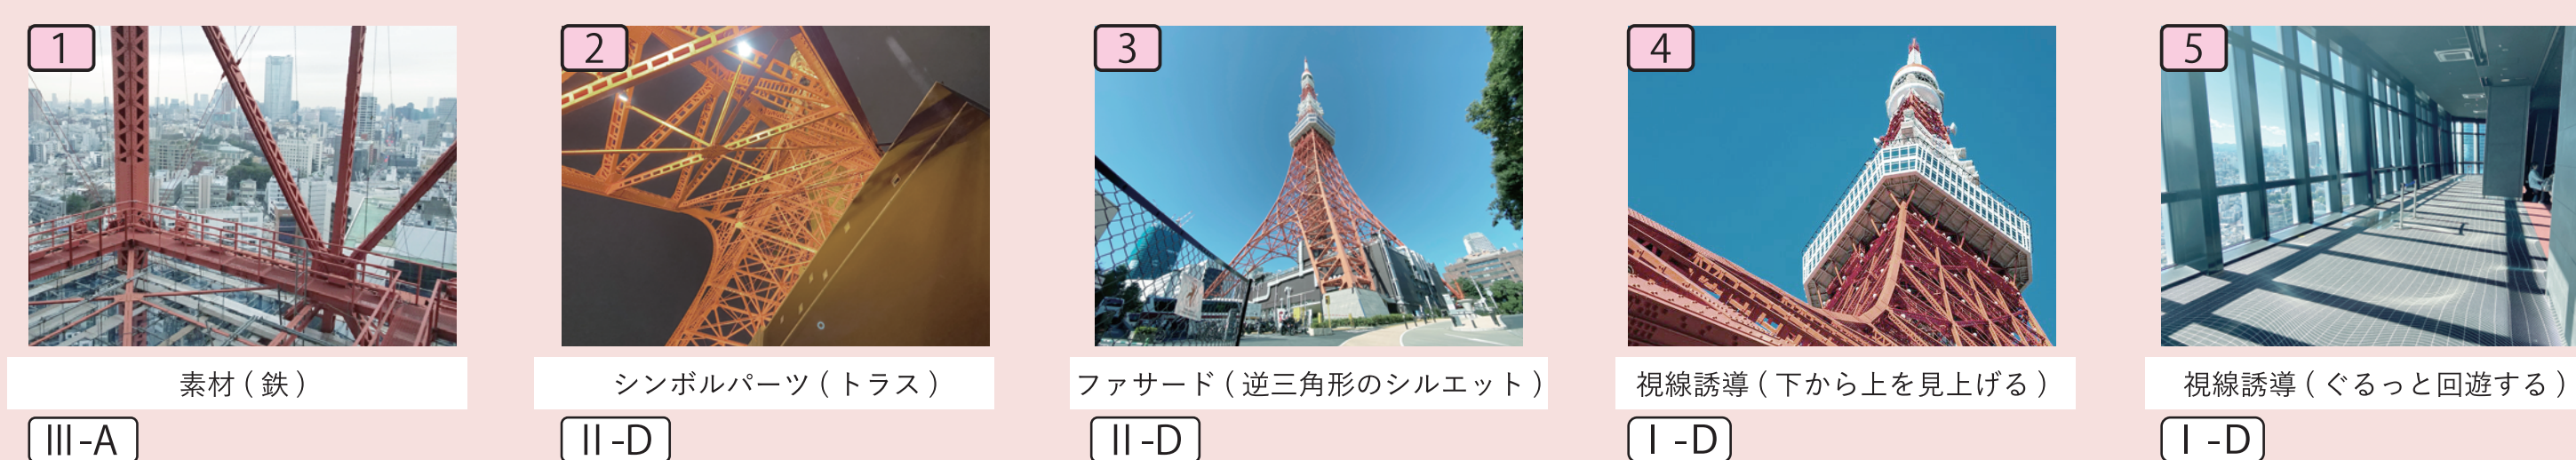 1
2
3
4
5
素材(鉄)
シンボルパーツ(トラス)
ファサード(逆三角形のシルエット)
視線誘導(下から上を見上げる)
視線誘導(ぐるっと回遊する)
Ⅲ-A
Ⅱ-D
Ⅱ-D
Ⅰ-D
Ⅰ-D